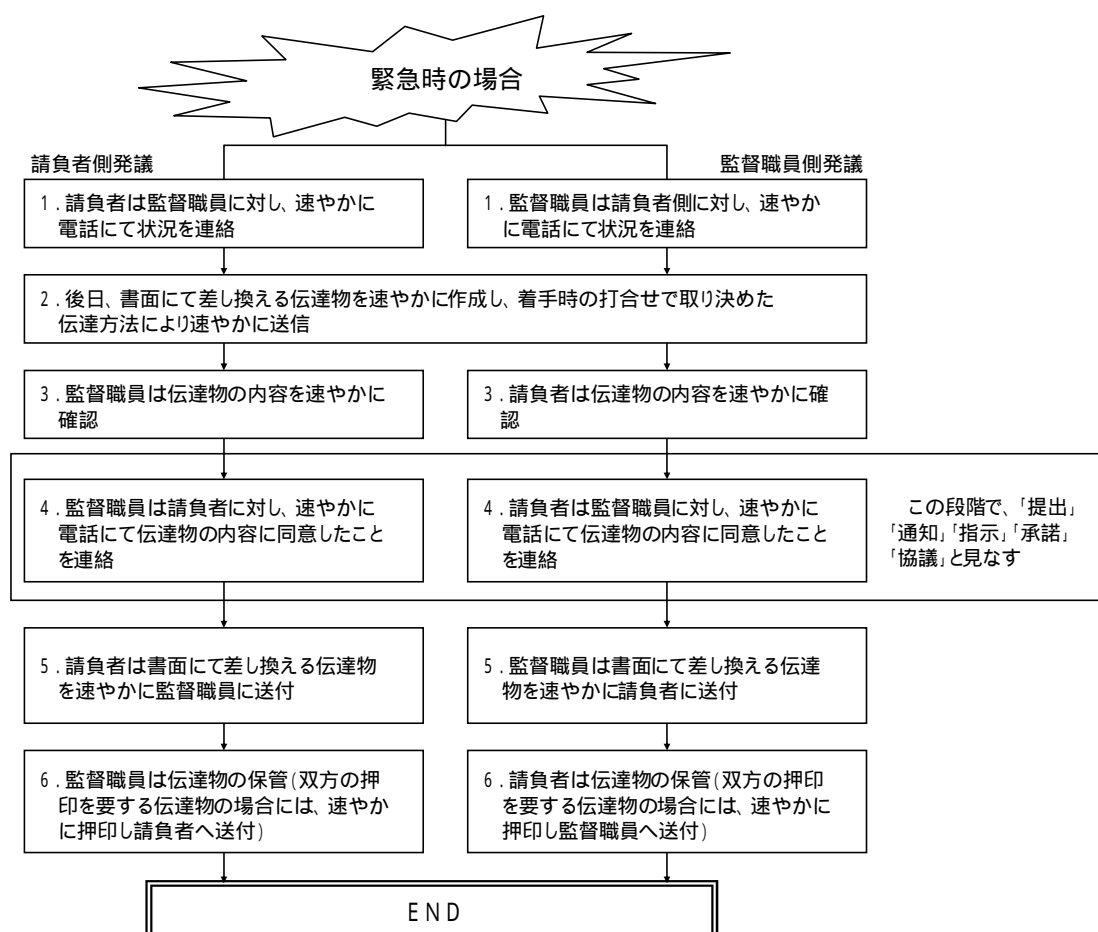 緊急時の場合
請負者側発議
監督職員側発議
1．請負者は監督職員に対し、速やかに
電話にて状況を連絡
1．監督職員は請負者側に対し、速やか
に電話にて状況を連絡
2．後日、書面にて差し換える伝達物を速やかに作成し、着手時の打合せで取り決めた
伝達方法により速やかに送信
3．監督職員は伝達物の内容を速やかに
確認
3．請負者は伝達物の内容を速やかに確
認
4．監督職員は請負者に対し、速やかに
電話にて伝達物の内容に同意したこと
を連絡
4．請負者は監督職員に対し、速やかに
電話にて伝達物の内容に同意したこと
を連絡
この段階で、「提出」
「通知」「指示」「承諾」
「協議」と見なす
5．請負者は書面にて差し換える伝達物
を速やかに監督職員に送付
5．監督職員は書面にて差し換える伝達
物を速やかに請負者に送付
6．監督職員は伝達物の保管(双方の押
印を要する伝達物の場合には、速やか
に押印し請負者へ送付)
6．請負者は伝達物の保管(双方の押印
を要する伝達物の場合には、速やかに
押印し監督職員へ送付)
END